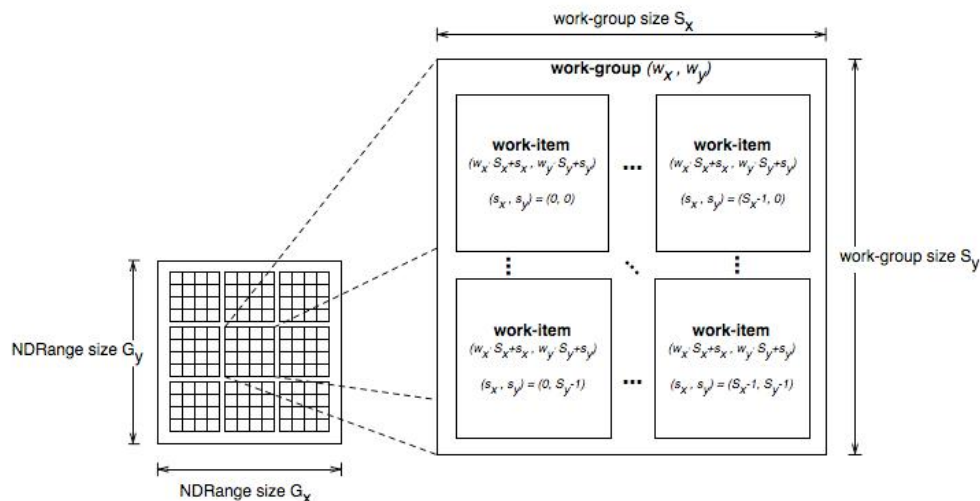 work-group size Sx
work-group (wx , wy)
work-item
(wx· Sx+sx , wy· Sy+sy)
(sx , sy) = (0, 0)
...
work-item
(wx· Sx+sx , wy· Sy+sy)
(sx , sy) = (Sx-1, 0)
work-group size Sy
work-item
(wx· Sx+sx , wy· Sy+sy)
(sx , sy) = (0, Sy-1)
...
work-item
(wx· Sx+sx , wy· Sy+sy)
(sx , sy) = (Sx-1, Sy-1)
NDRange size Gy
NDRange size Gx